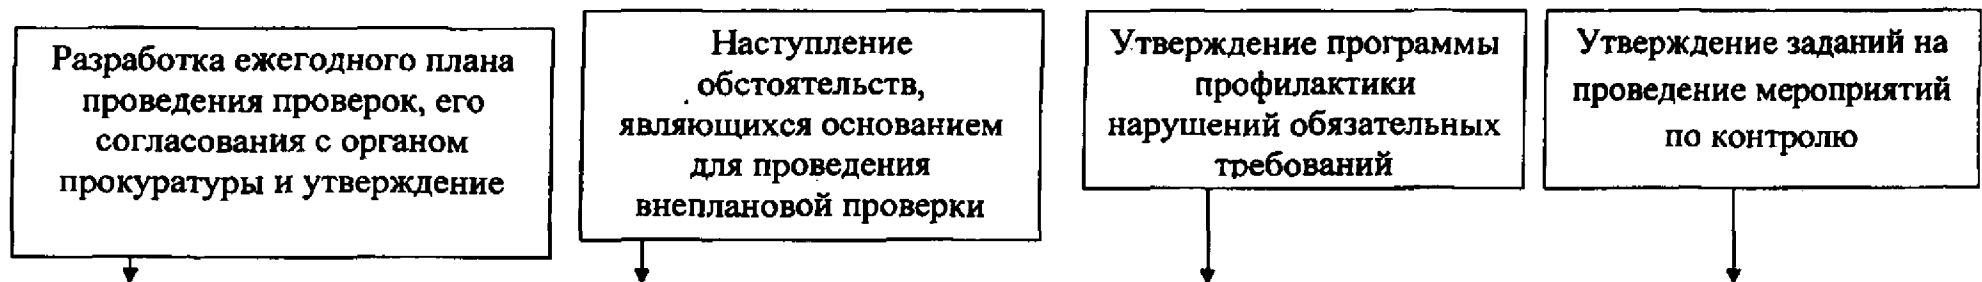 Разработка ежегодного плана
проведения проверок, его
согласования с органом
прокуратуры и утверждение
Наступление
обстоятельств,
являющихся основанием
для проведения
внеплановой проверки
Утверждение программы
профилактики
нарушений обязательных
требований
Утверждение заданий на
проведение мероприятий
по контролю